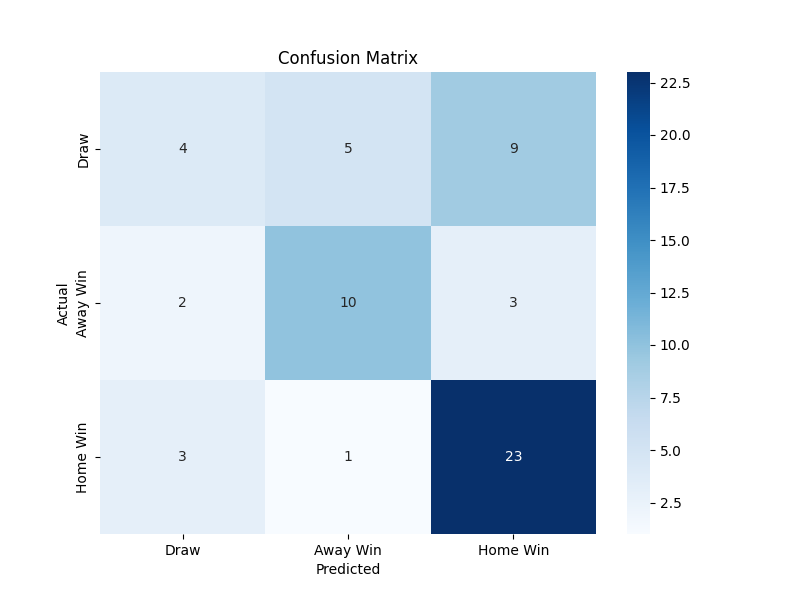 Confusion Matrix
Draw
4
5
9
22.5
20.0
17.5
15.0
12.5
10.0
7.5
5.0
2.5
Actual
Away Win
2
10
3
Home Win
3
1
23
Draw
Away Win
Home Win
Predicted